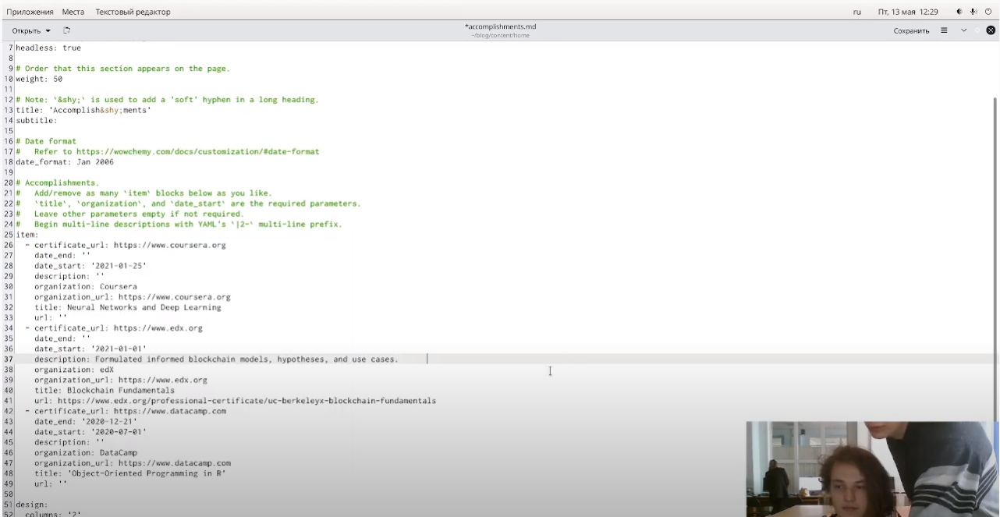 Приложения Места Текстовый редактор ru Пт, 13 мая 12:29
Открыть *accomplishments.md Сохранить
~/blog/content/home
7 headless: true
8
9 # Order that this section appears on the page.
10 weight: 50
11
12 # Note: `&shy;` is used to add a 'soft' hyphen in a long heading.
13 title: 'Accomplish&shy;ments'
14 subtitle:
15
16 # Date format
17 #   Refer to https://wowchemy.com/docs/customization/#date-format
18 date_format: Jan 2006
19
20 # Accomplishments.
21 #   Add/remove as many `item` blocks below as you like.
22 #   `title`, `organization`, and `date_start` are the required parameters.
23 #   Leave other parameters empty if not required.
24 #   Begin multi-line descriptions with YAML's `|2-` multi-line prefix.
25 item:
26   - certificate_url: https://www.coursera.org
27     date_end: ''
28     date_start: '2021-01-25'
29     description: ''
30     organization: Coursera
31     organization_url: https://www.coursera.org
32     title: Neural Networks and Deep Learning
33     url: ''
34   - certificate_url: https://www.edx.org
35     date_end: ''
36     date_start: '2021-01-01'
37     description: Formulated informed blockchain models, hypotheses, and use cases.
38     organization: edX
39     organization_url: https://www.edx.org
40     title: Blockchain Fundamentals
41     url: https://www.edx.org/professional-certificate/uc-berkeleyx-blockchain-fundamentals
42   - certificate_url: https://www.datacamp.com
43     date_end: '2020-12-21'
44     date_start: '2020-07-01'
45     description: ''
46     organization: DataCamp
47     organization_url: https://www.datacamp.com
48     title: 'Object-Oriented Programming in R'
49     url: ''
50
51 design:
52   columns: '2'